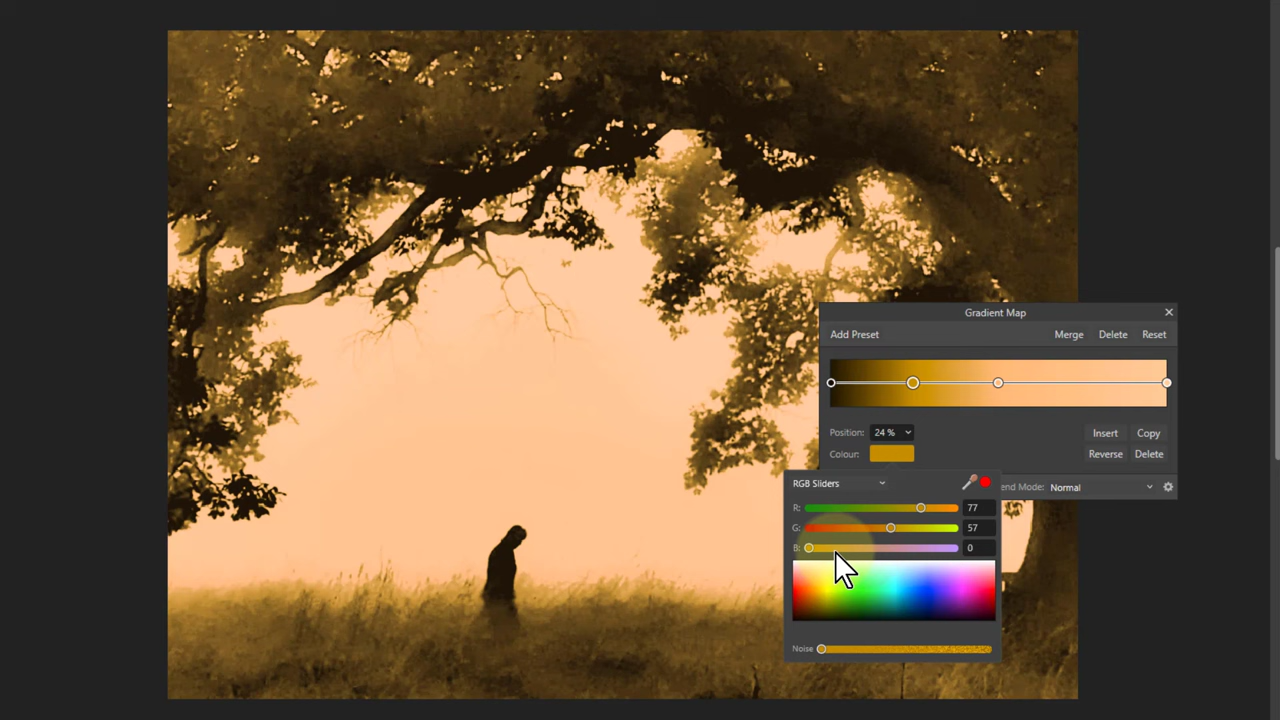 Gradient Map
Add Preset Merge Delete Reset
Position: 24 % Insert Copy
Colour: Reverse Delete
RGB Sliders end Mode: Normal
R: 77
G: 57
B: 0
Noise